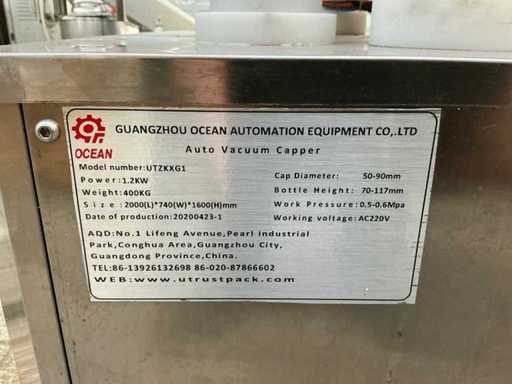 GUANGZHOU OCEAN AUTOMATION EQUIPMENT CO,.LTD
OCEAN
Auto Vacuum Capper
Model number:UTZKXG1
Power:1.2KW
Weight:400KG
Size:2000(L)*740(W)*1600(H)mm
Date of production:20200423-1
Cap Diameter: 50-90mm
Bottle Height: 70-117mm
Work Pressure: 0.5-0.6Mpa
Working voltage: AC220V
AQD:No.1 Lifeng Avenue,Pearl Industrial
Park,Conghua Area,Guangzhou City,
Guangdong Province,China.
TEL:86-13926132698 86-020-87866602
WEB:www.utrustpack.com